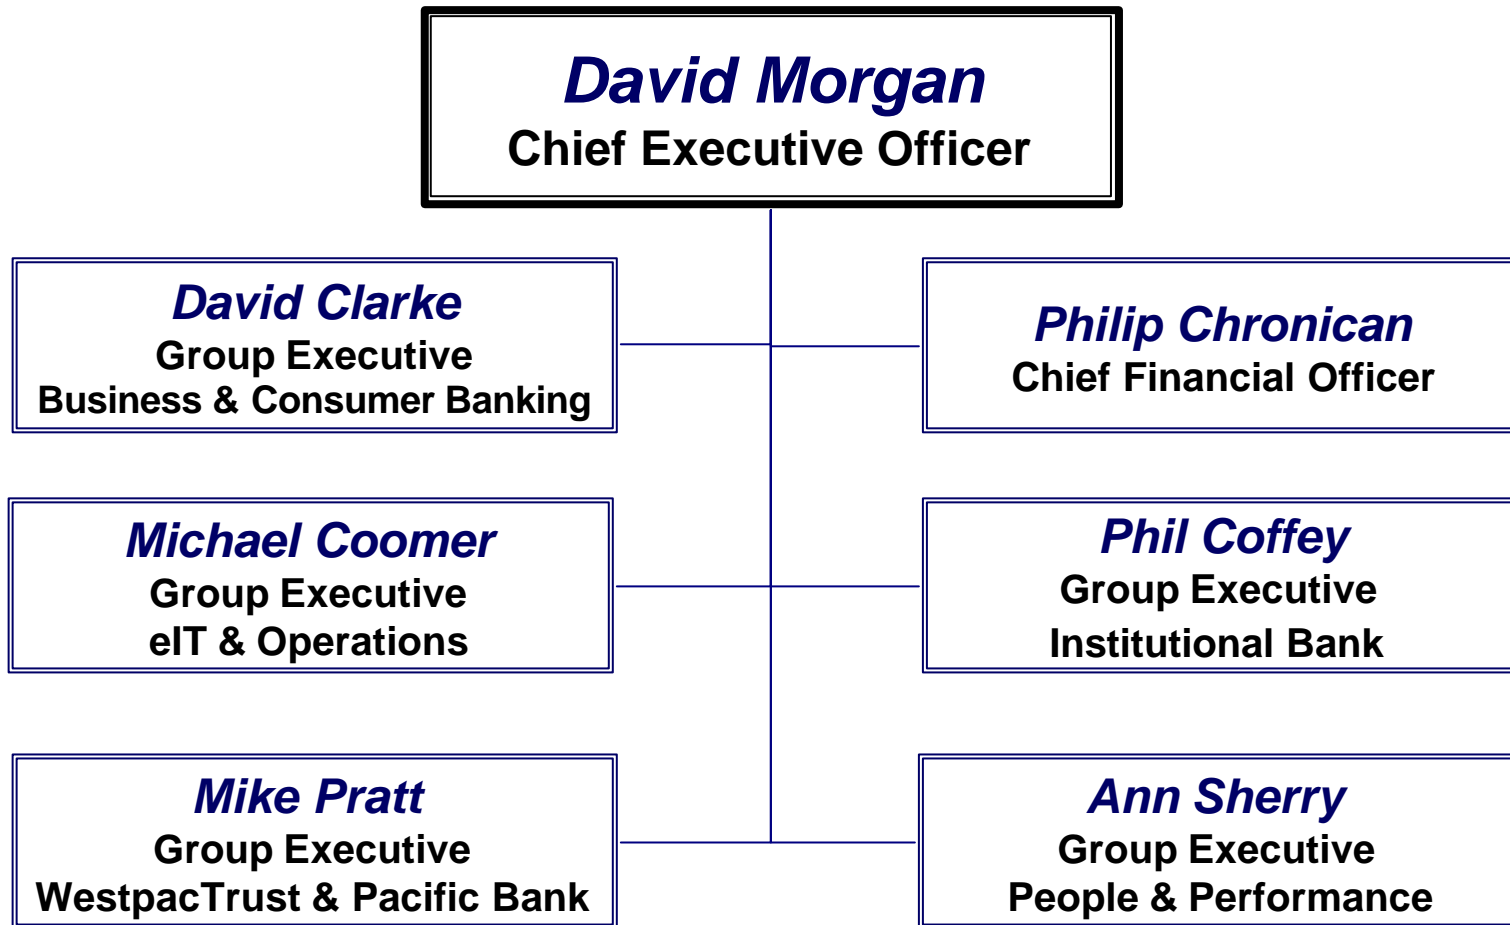 David Morgan
Chief Executive Officer
David Clarke
Group Executive
Business & Consumer Banking
Philip Chronican
Chief Financial Officer
Michael Coomer
Group Executive
eIT & Operations
Phil Coffey
Group Executive
Institutional Bank
Mike Pratt
Group Executive
WestpacTrust & Pacific Bank
Ann Sherry
Group Executive
People & Performance